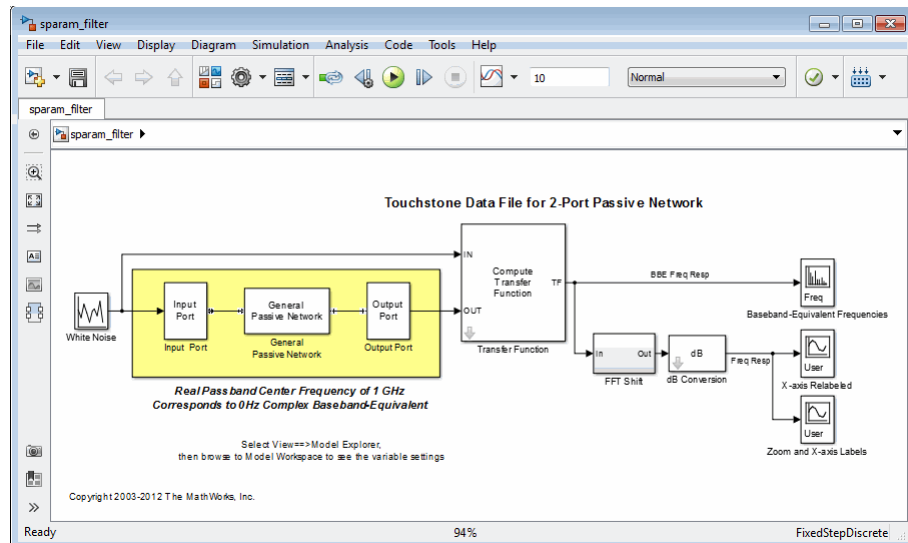 sparam_filter
File Edit View Display Diagram Simulation Analysis Code Tools Help
10 Normal
sparam_filter
sparam_filter
Touchstone Data File for 2-Port Passive Network
IN
Compute
Transfer
Function
TF
OUT
Transfer Function
BBE Freq Resp
Freq
Baseband-Equivalent Frequencies
White Noise
Input
Port
Input Port
General
Passive Network
General
Passive Network
Output
Port
Output Port
In Out
FFT Shift
dB
dB Conversion
Freq Resp
User
X-axis Relabeled
User
Zoom and X-axis Labels
Real Passband Center Frequency of 1 GHz
Corresponds to 0Hz Complex Baseband-Equivalent
Select View==>Model Explorer,
then browse to Model Workspace to see the variable settings
Copyright 2003-2012 The MathWorks, Inc.
Ready 94% FixedStepDiscrete